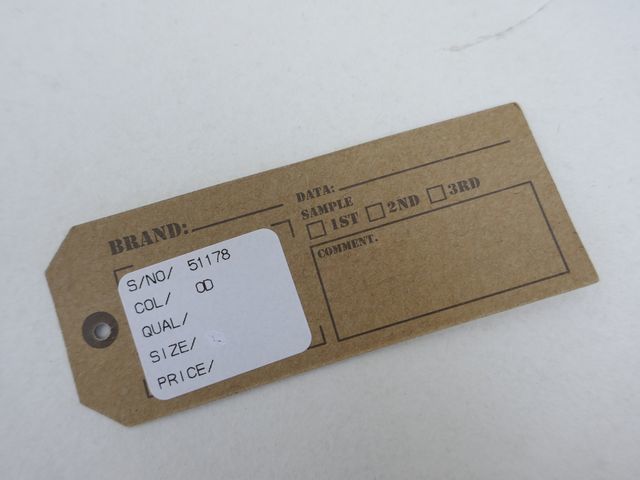 BRAND:
DATA:
SAMPLE
1ST 2ND 3RD
COMMENT.
S/NO/ 51178
COL/ OD
QUAL/
SIZE/
PRICE/